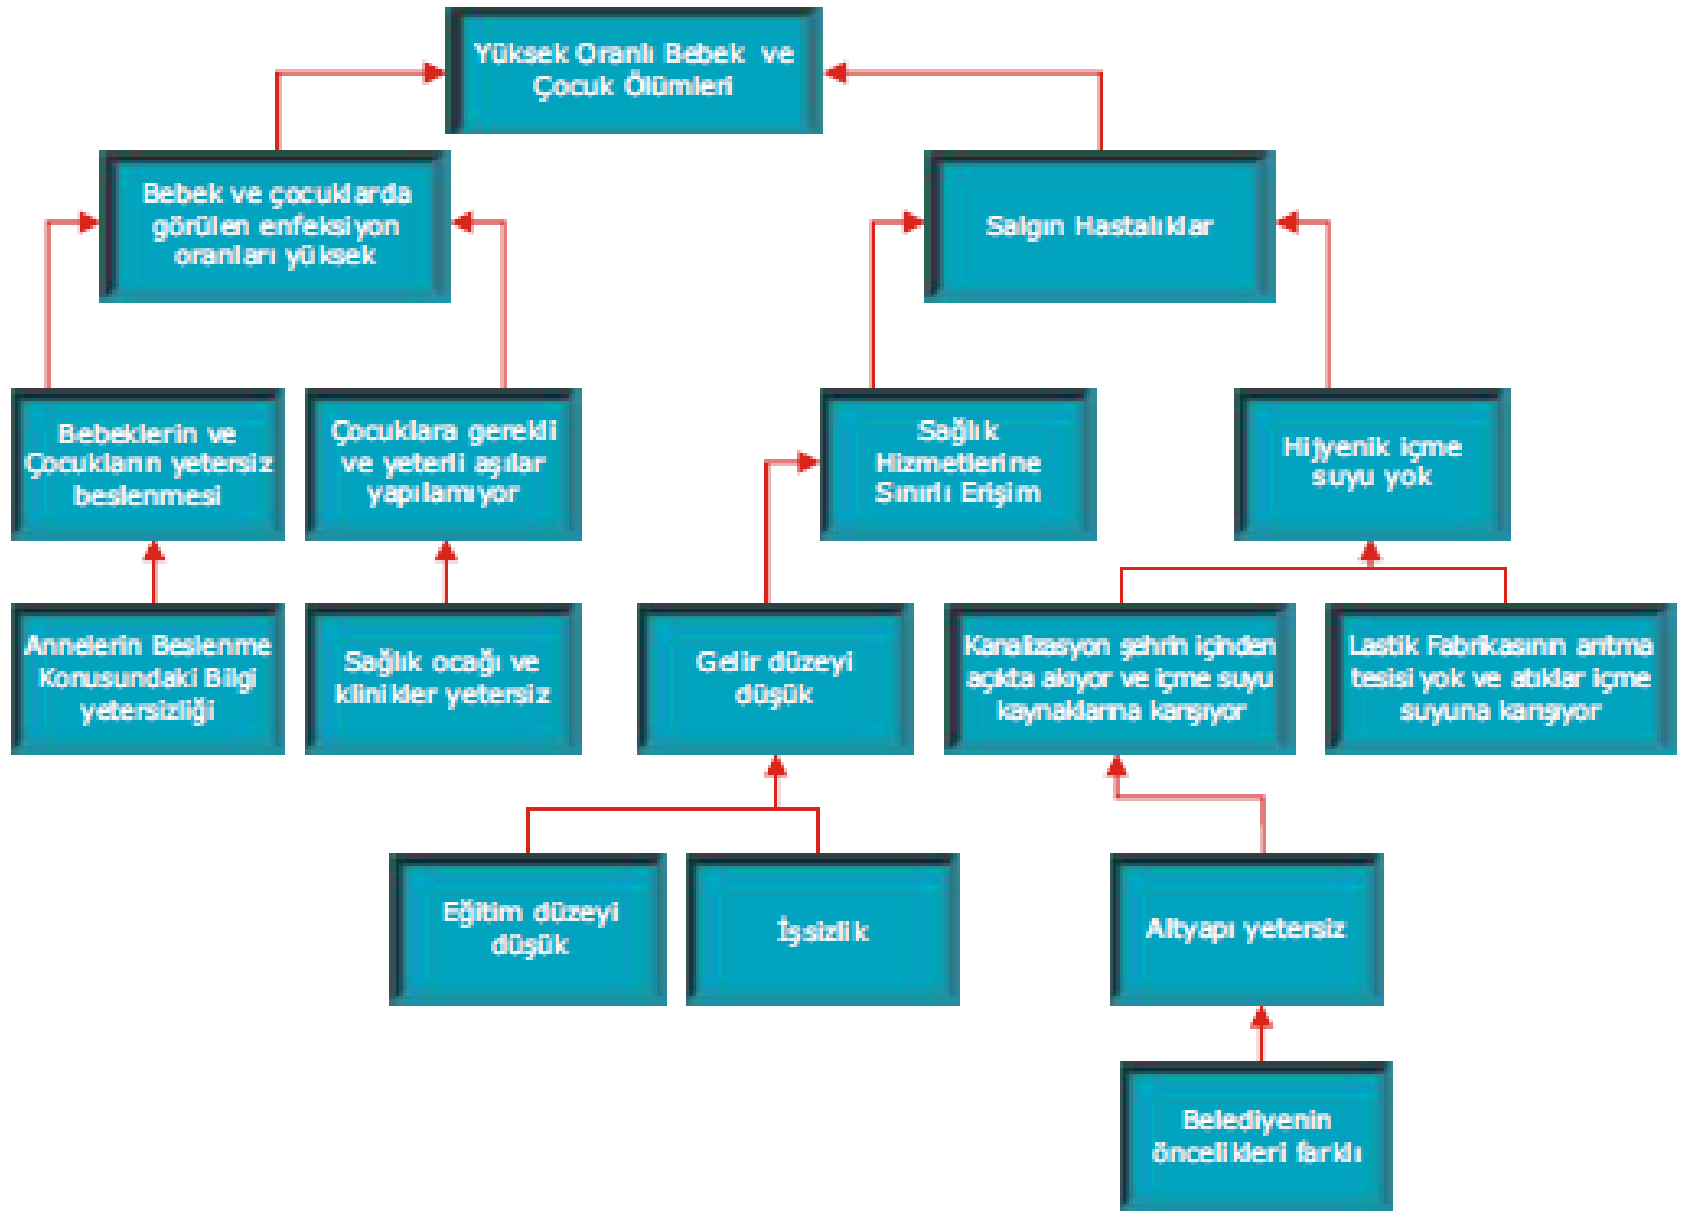 Yüksek Oranlı Bebek ve
Çocuk Ölümleri
Bebek ve çocuklarda
görülen enfeksiyon
oranları yüksek
Salgın Hastalıklar
Bebeklerin ve
Çocukların yetersiz
beslenmesi
Çocuklara gerekli
ve yeterli aşılar
yapılamıyor
Sağlık
Hizmetlerine
Sınırlı Erişim
Hijyenik içme
suyu yok
Annelerin Beslenme
Konusundaki Bilgi
yetersizliği
Sağlık ocağı ve
klinikler yetersiz
Gelir düzeyi
düşük
Kanalizasyon şehrin içinden
açıkta akıyor ve içme suyu
kaynaklarına karışıyor
Lastik Fabrikasının arıtma
tesisi yok ve atıklar içme
suyuna karışıyor
Eğitim düzeyi
düşük
İşsizlik
Altyapı yetersiz
Belediyenin
öncelikleri farklı